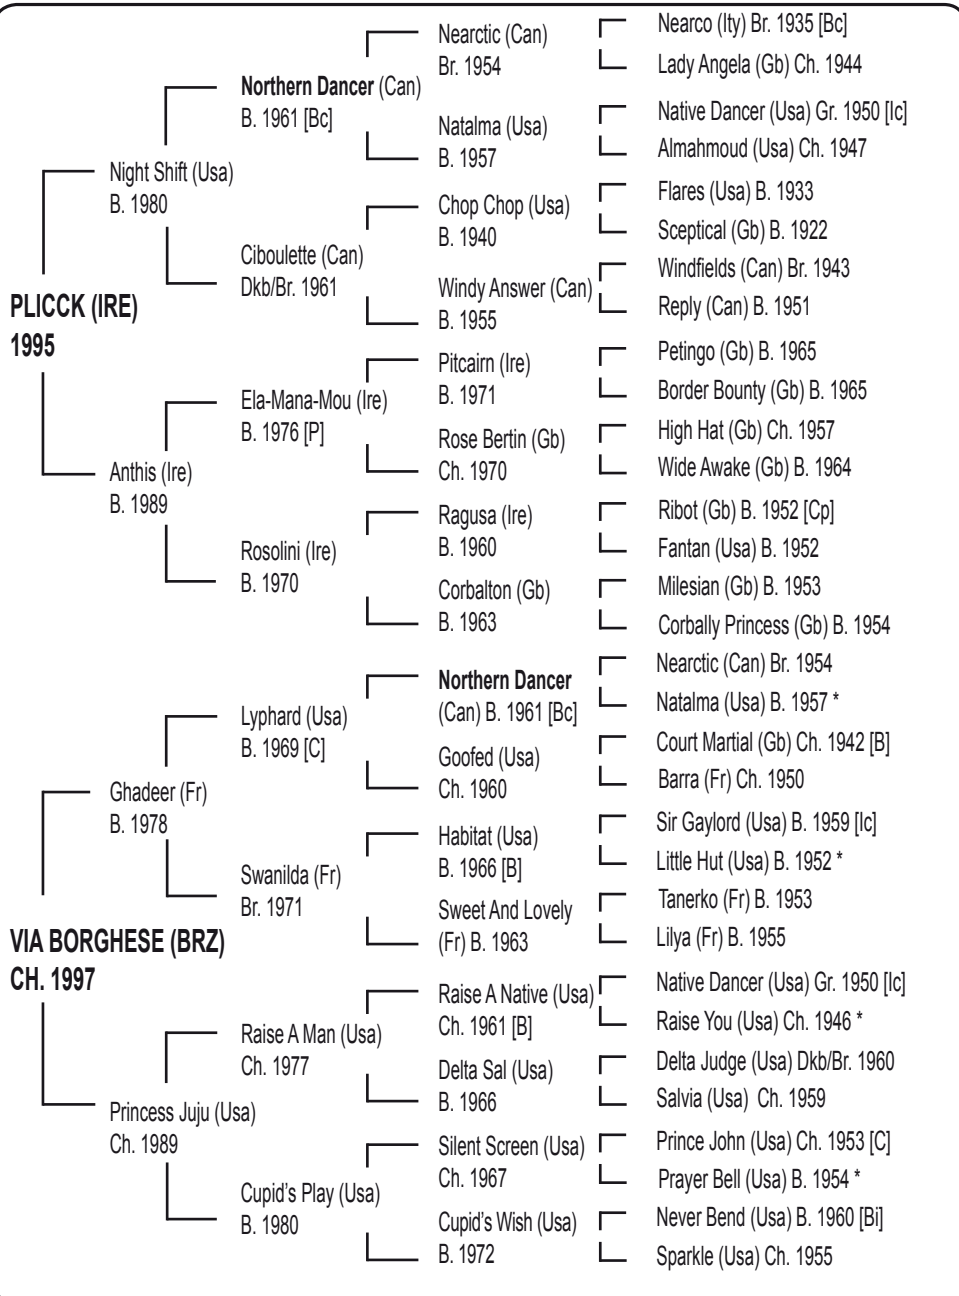 Nearctic (Can)
Br. 1954
Nearco (Ity) Br. 1935 [Bc]
Lady Angela (Gb) Ch. 1944
Northern Dancer (Can)
B. 1961 [Bc]
Natalma (Usa)
B. 1957
Native Dancer (Usa) Gr. 1950 [Ic]
Almahmoud (Usa) Ch. 1947
Night Shift (Usa)
B. 1980
Chop Chop (Usa)
B. 1940
Flares (Usa) B. 1933
Sceptical (Gb) B. 1922
Ciboulette (Can)
Dkb/Br. 1961
Windy Answer (Can)
B. 1955
Windfields (Can) Br. 1943
Reply (Can) B. 1951
PLICCK (IRE)
1995
Pitcairn (Ire)
B. 1971
Petingo (Gb) B. 1965
Border Bounty (Gb) B. 1965
Ela-Mana-Mou (Ire)
B. 1976 [P]
Rose Bertin (Gb)
Ch. 1970
High Hat (Gb) Ch. 1957
Wide Awake (Gb) B. 1964
Anthis (Ire)
B. 1989
Ragusa (Ire)
B. 1960
Ribot (Gb) B. 1952 [Cp]
Fantan (Usa) B. 1952
Rosolini (Ire)
B. 1970
Corbalton (Gb)
B. 1963
Milesian (Gb) B. 1953
Corbally Princess (Gb) B. 1954
Northern Dancer
(Can) B. 1961 [Bc]
Nearctic (Can) Br. 1954
Natalma (Usa) B. 1957 *
Lyphard (Usa)
B. 1969 [C]
Goofed (Usa)
Ch. 1960
Court Martial (Gb) Ch. 1942 [B]
Barra (Fr) Ch. 1950
Ghadeer (Fr)
B. 1978
Habitat (Usa)
B. 1966 [B]
Sir Gaylord (Usa) B. 1959 [Ic]
Little Hut (Usa) B. 1952 *
Swanilda (Fr)
Br. 1971
Sweet And Lovely
(Fr) B. 1963
Tanerko (Fr) B. 1953
Lilya (Fr) B. 1955
VIA BORGHESE (BRZ)
CH. 1997
Raise A Native (Usa)
Ch. 1961 [B]
Native Dancer (Usa) Gr. 1950 [Ic]
Raise You (Usa) Ch. 1946 *
Raise A Man (Usa)
Ch. 1977
Delta Sal (Usa)
B. 1966
Delta Judge (Usa) Dkb/Br. 1960
Salvia (Usa) Ch. 1959
Princess Juju (Usa)
Ch. 1989
Silent Screen (Usa)
Ch. 1967
Prince John (Usa) Ch. 1953 [C]
Prayer Bell (Usa) B. 1954 *
Cupid's Play (Usa)
B. 1980
Cupid's Wish (Usa)
B. 1972
Never Bend (Usa) B. 1960 [Bi]
Sparkle (Usa) Ch. 1955